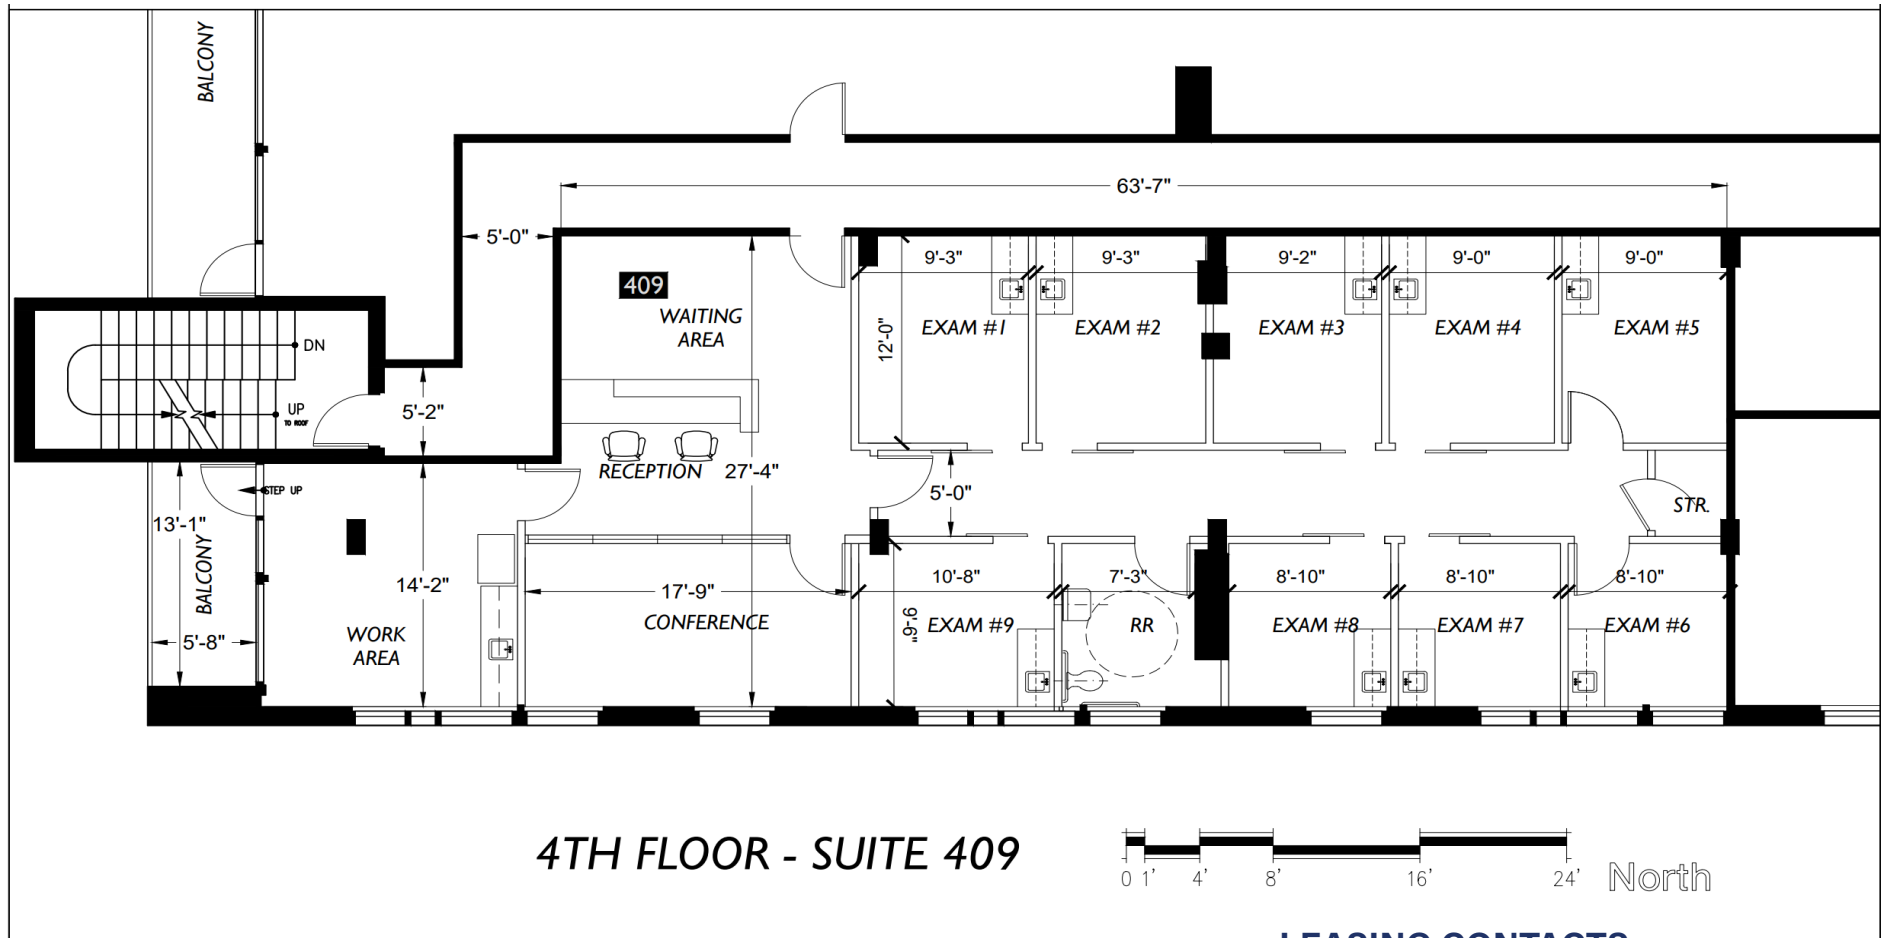 BALCONY
63'-7"
5'-0"
9'-3"
9'-3"
9'-2"
9'-0"
9'-0"
409
WAITING
AREA
12'-0"
EXAM #1
EXAM #2
EXAM #3
EXAM #4
EXAM #5
DN
UP
TO ROOF
5'-2"
RECEPTION
27'-4"
STEP UP
5'-0"
STR.
13'-1"
BALCONY
14'-2"
17'-9"
10'-8"
7'-3"
8'-10"
8'-10"
8'-10"
CONFERENCE
9'-6"
EXAM #9
RR
EXAM #8
EXAM #7
EXAM #6
5'-8"
WORK
AREA
4TH FLOOR - SUITE 409
0 1' 4' 8' 16' 24'
North
LEASING CONTACTS